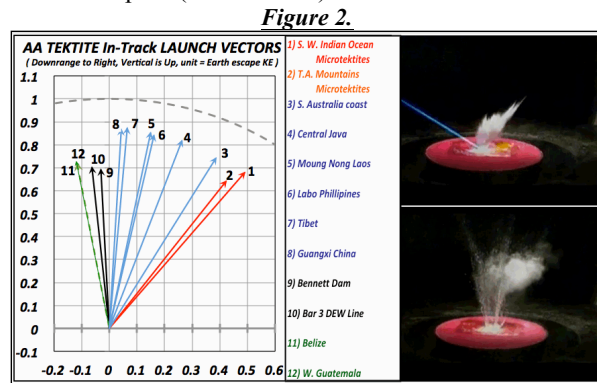 Figure 2.
AA TEKTITE In-Track LAUNCH VECTORS
( Downrange to Right, Vertical is Up, unit = Earth escape KE )
1.1
1
0.9
0.8
0.7
0.6
0.5
0.4
0.3
0.2
0.1
0
-0.1
-0.2 -0.1 0 0.1 0.2 0.3 0.4 0.5 0.6
12
11
10
9
8
7
5
6
4
3
2
1
1) S. W. Indian Ocean
Microtektites
2) T.A. Mountains
Microtektites
3) S. Australia coast
4) Central Java
5) Moung Nong Laos
6) Labo Phillipines
7) Tibet
8) Guangxi China
9) Bennett Dam
10) Bar 3 DEW Line
11) Belize
12) W. Guatemala